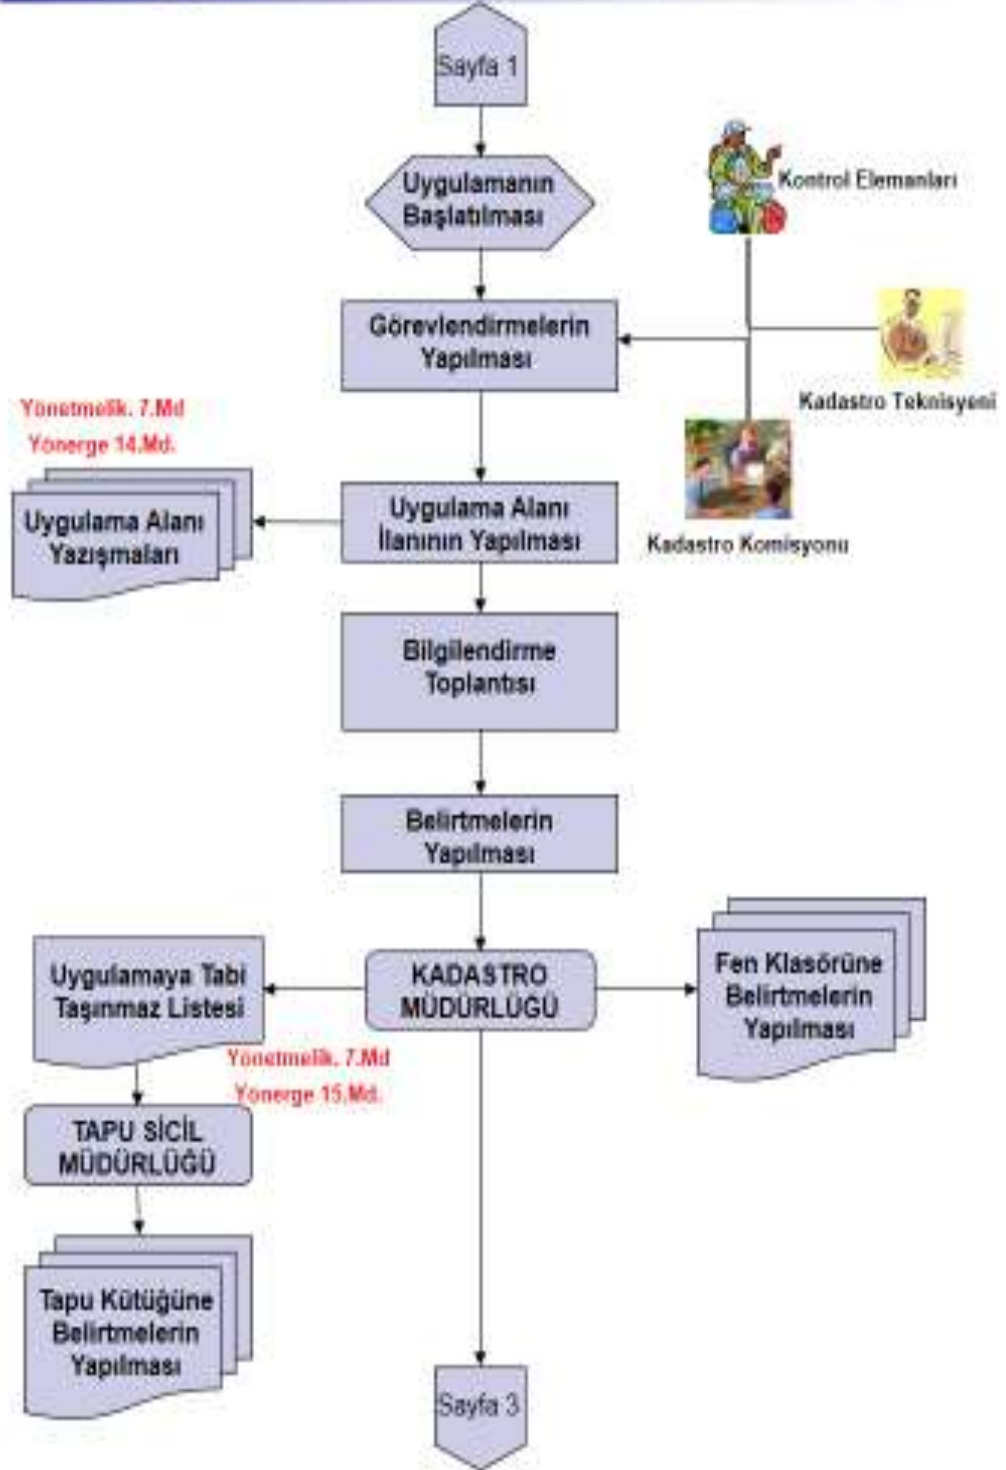 Sayfa 1
Uygulamanın
Başlatılması
Kontrol Elemanları
Görevlendirmelerin
Yapılması
Kadastro Teknisyeni
Kadastro Komisyonu
Yönetmelik. 7.Md
Yönerge 14.Md.
Uygulama Alanı
Yazışmaları
Uygulama Alanı
İlanının Yapılması
Bilgilendirme
Toplantısı
Belirtmelerin
Yapılması
Uygulamaya Tabi
Taşınmaz Listesi
KADASTRO
MÜDÜRLÜĞÜ
Fen Klasörüne
Belirtmelerin
Yapılması
Yönetmelik. 7.Md
Yönerge 15.Md.
TAPU SİCİL
MÜDÜRLÜĞÜ
Tapu Kütüğüne
Belirtmelerin
Yapılması
Sayfa 3